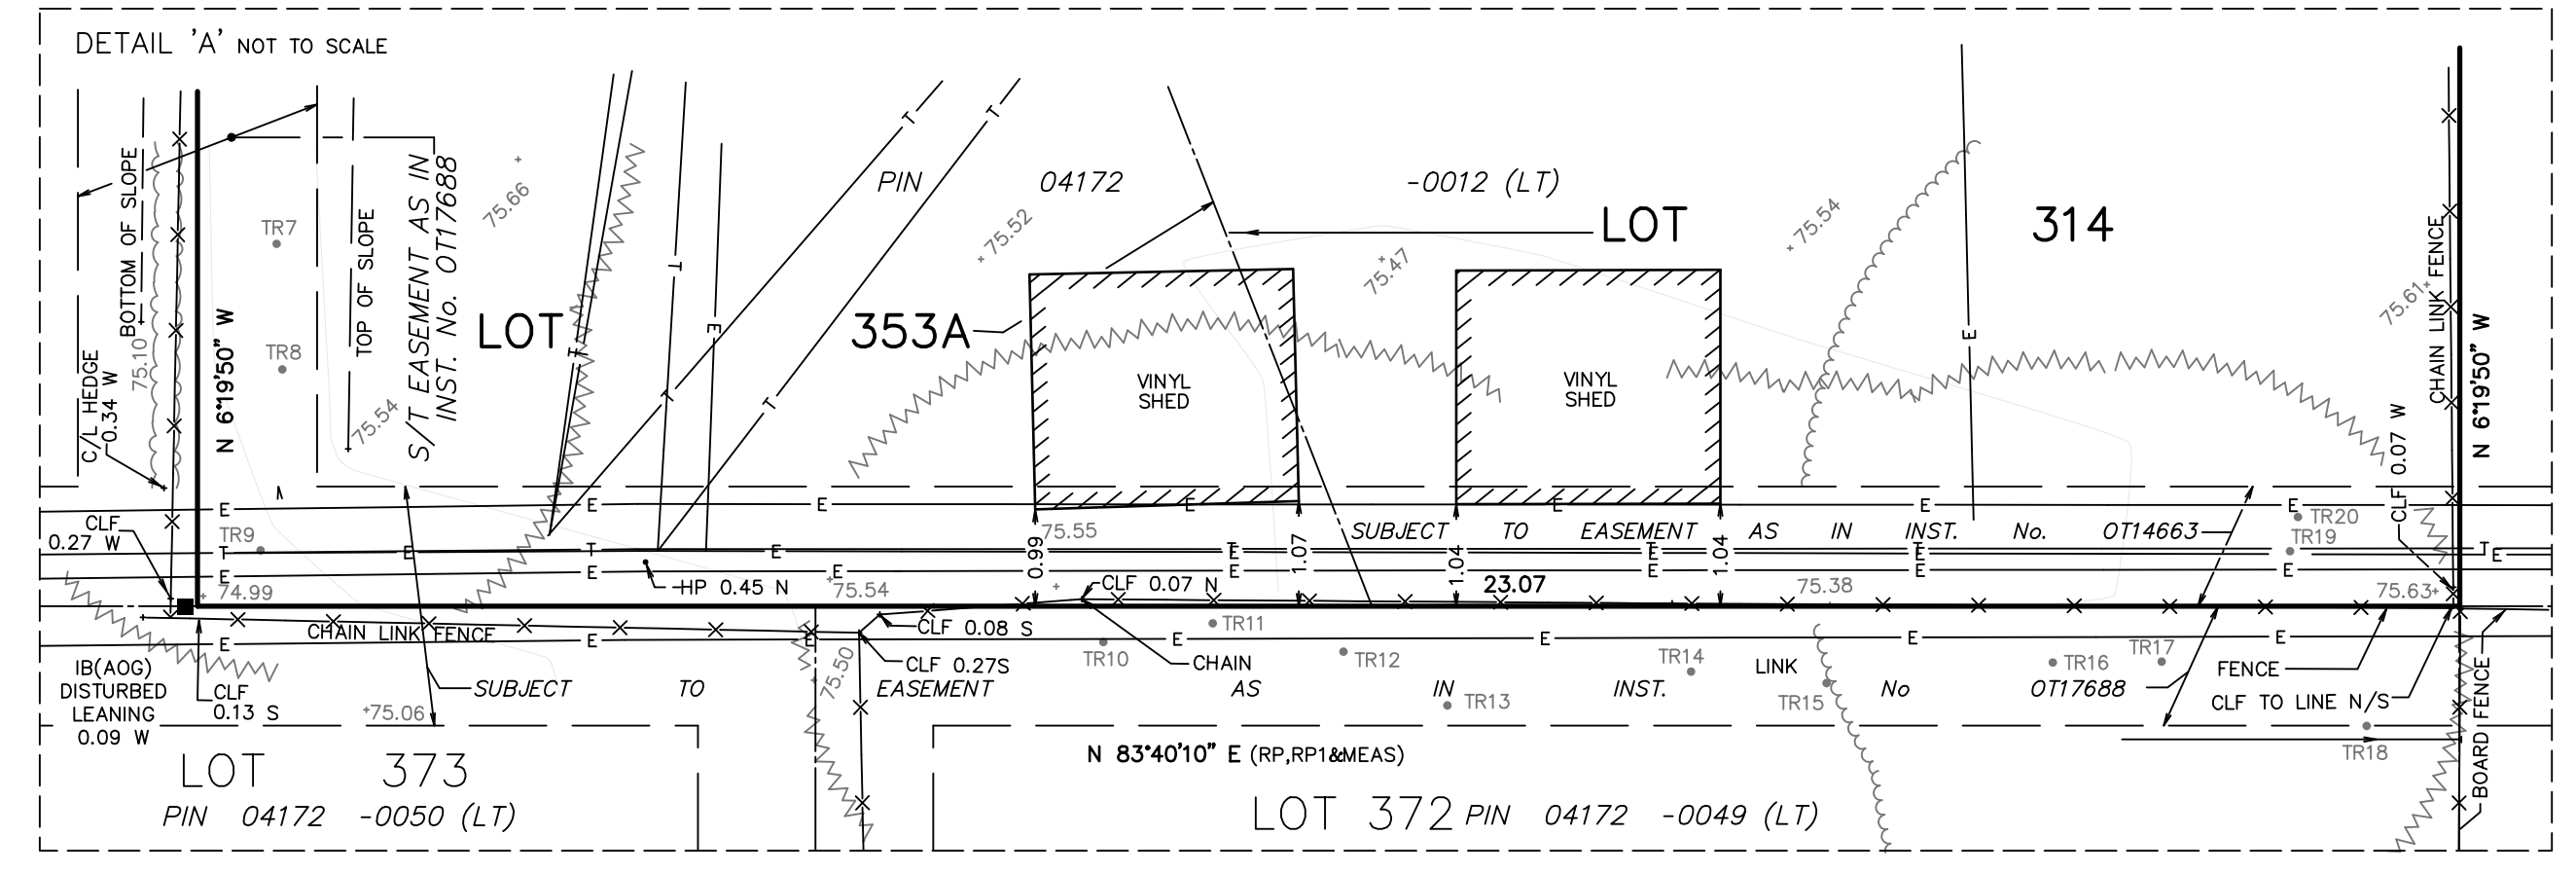 DETAIL 'A' NOT TO SCALE
PIN 04172 -0012 (LT)
LOT 314
LOT 353A
BOTTOM OF SLOPE
TOP OF SLOPE
S/T EASEMENT AS IN
INST. No. OT17688
C/L HEDGE
0.34 W
N 6°19'50" W
75.10
TR7
TR8
75.54
75.66
75.52
75.47
75.54
75.61
VINYL
SHED
VINYL
SHED
CHAIN LINK FENCE
N 6°19'50" W
CLF 0.07 W
T
T
T
E
T
T
T
E
E
E
E
E
E
E
CLF
0.27 W
TR9
75.55
SUBJECT TO EASEMENT AS IN INST. No. OT14663
TR20
TR19
T
E
T
E
T
E
T
E
T
E
T
E
0.99
1.07
1.04
1.04
E
E
E
E
E
E
E
74.99
HP 0.45 N
75.54
CLF 0.07 N
23.07
75.38
75.63
CHAIN LINK FENCE
CLF 0.08 S
TR11
E
E
E
E
E
E
IB(AOG)
DISTURBED
LEANING
0.09 W
CLF
0.13 S
75.50
CLF 0.27S
TR10
CHAIN
TR12
TR14
LINK
TR16
TR17
FENCE
SUBJECT TO EASEMENT AS IN INST. No OT17688
75.06
TR13
TR15
CLF TO LINE N/S
BOARD FENCE
TR18
N 83°40'10" E (RP,RP1&MEAS)
LOT 373
PIN 04172 -0050 (LT)
LOT 372 PIN 04172 -0049 (LT)